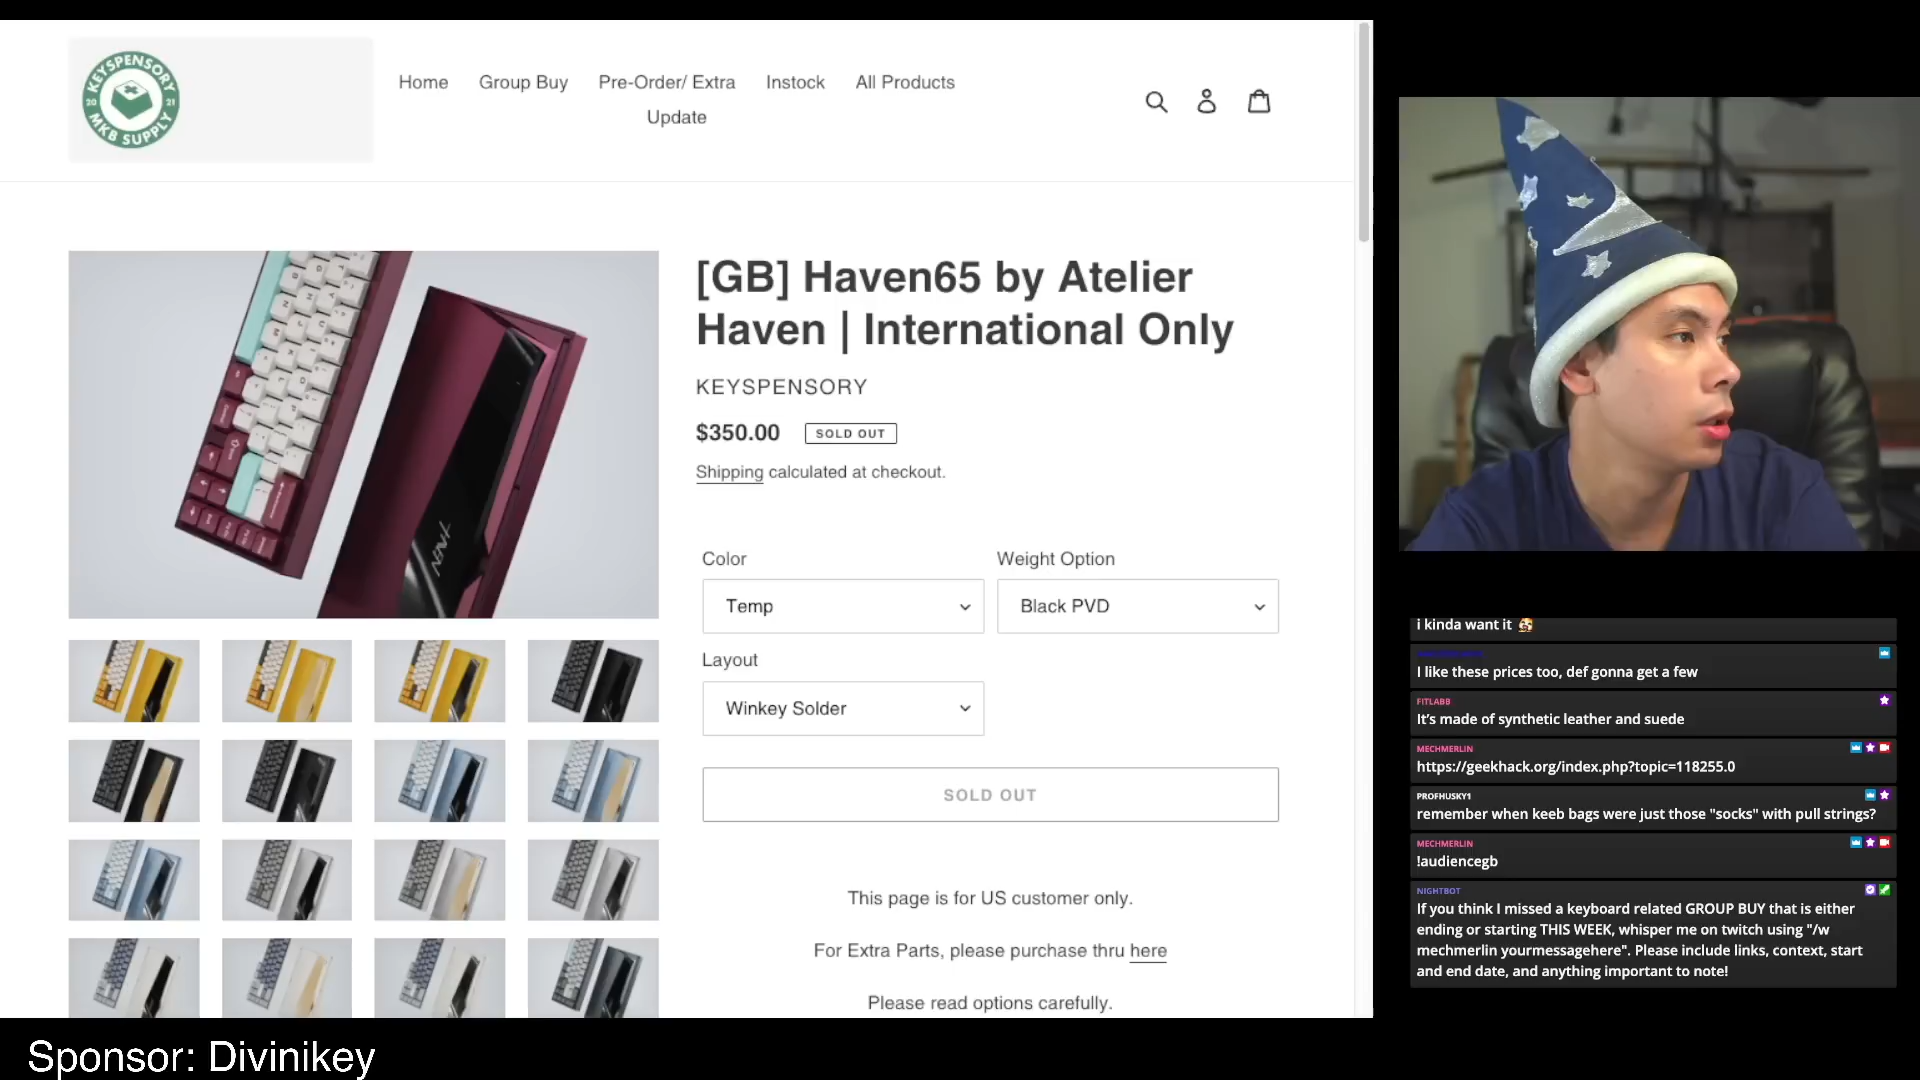 KEYSPENSORY
20 21
MKB SUPPLY
Home
Group Buy
Pre-Order/ Extra
Instock
All Products
Update
[GB] Haven65 by Atelier
Haven | International Only
KEYSPENSORY
$350.00
SOLD OUT
Shipping calculated at checkout.
Color
Weight Option
Temp
Black PVD
Layout
Winkey Solder
SOLD OUT
This page is for US customer only.
For Extra Parts, please purchase thru here
Please read options carefully.
i kinda want it
I like these prices too, def gonna get a few
FITLABB
It's made of synthetic leather and suede
MECHMERLIN
https://geekhack.org/index.php?topic=118255.0
PROFHUSKY1
remember when keeb bags were just those "socks" with pull strings?
MECHMERLIN
!audiencegb
NIGHTBOT
If you think I missed a keyboard related GROUP BUY that is either
ending or starting THIS WEEK, whisper me on twitch using "/w
mechmerlin yourmessagehere". Please include links, context, start
and end date, and anything important to note!
Sponsor: Divinikey